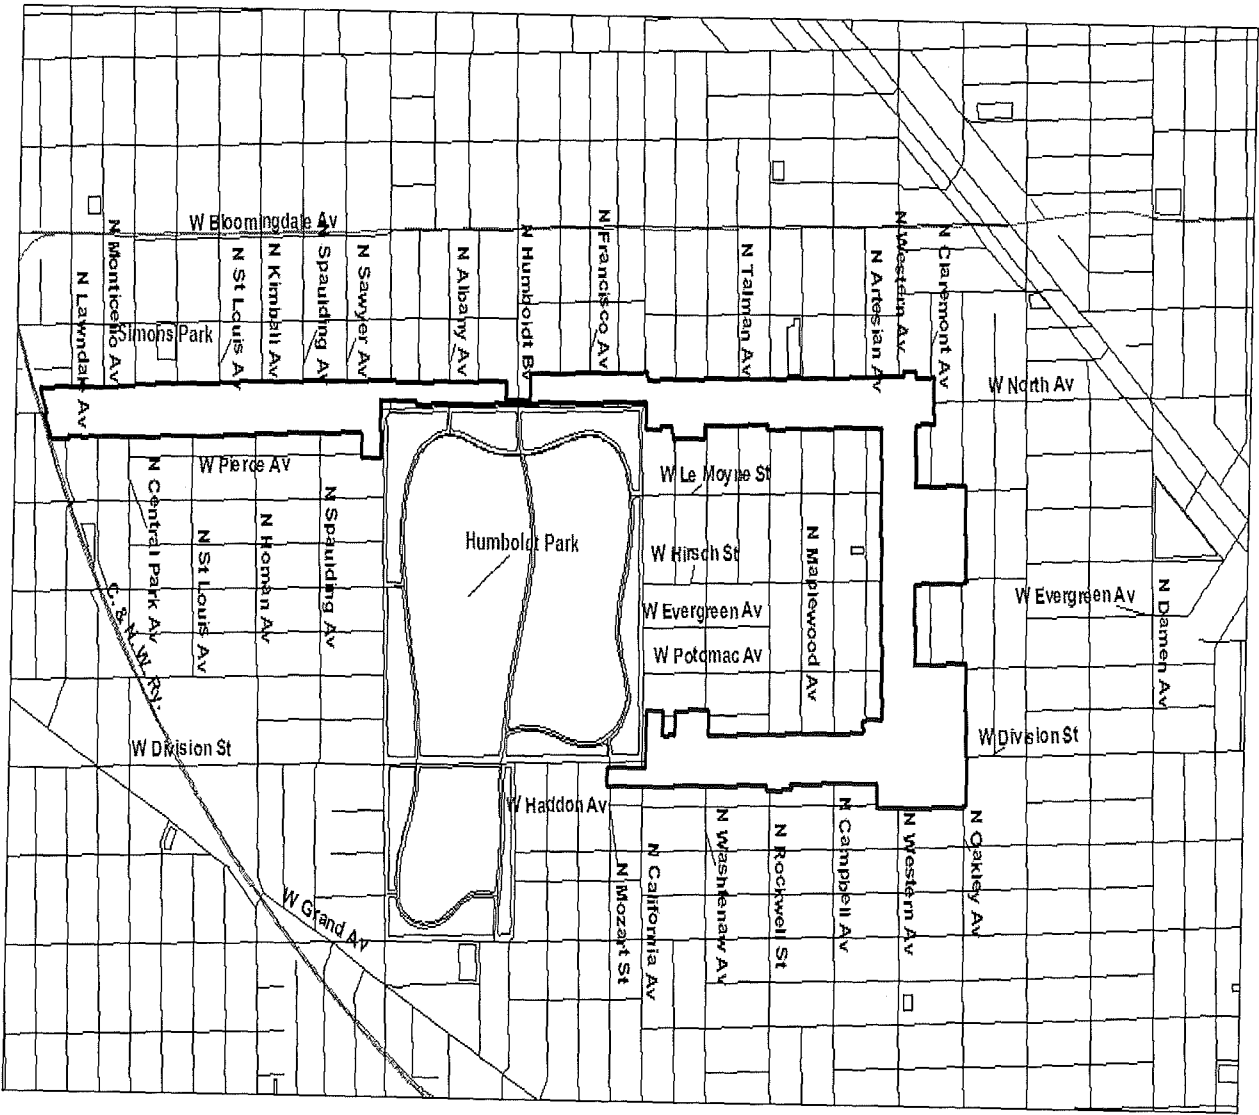 W Bloomingdale Av
N Monticello Av
N Lawndale Av
Simons Park
N St Louis Av
N Kimball Av
N Spaulding Av
N Sawyer Av
N Albany Av
N Humboldt Bv
N Francisco Av
N Talman Av
N Artesian Av
N Western Av
N Claremont Av
W North Av
W Pierce Av
N Central Park Av
N St Louis Av
N Homan Av
N Spaulding Av
Humboldt Park
W Le Moyne St
W Hirsch St
W Evergreen Av
W Potomac Av
N Maplewood Av
W Evergreen Av
N Damen Av
C. & N. W. Ry.
W Division St
W Division St
W Haddon Av
W Grand Av
N Mozart St
N California Av
N Washtenaw Av
N Rockwell St
N Campbell Av
N Western Av
N Oakley Av